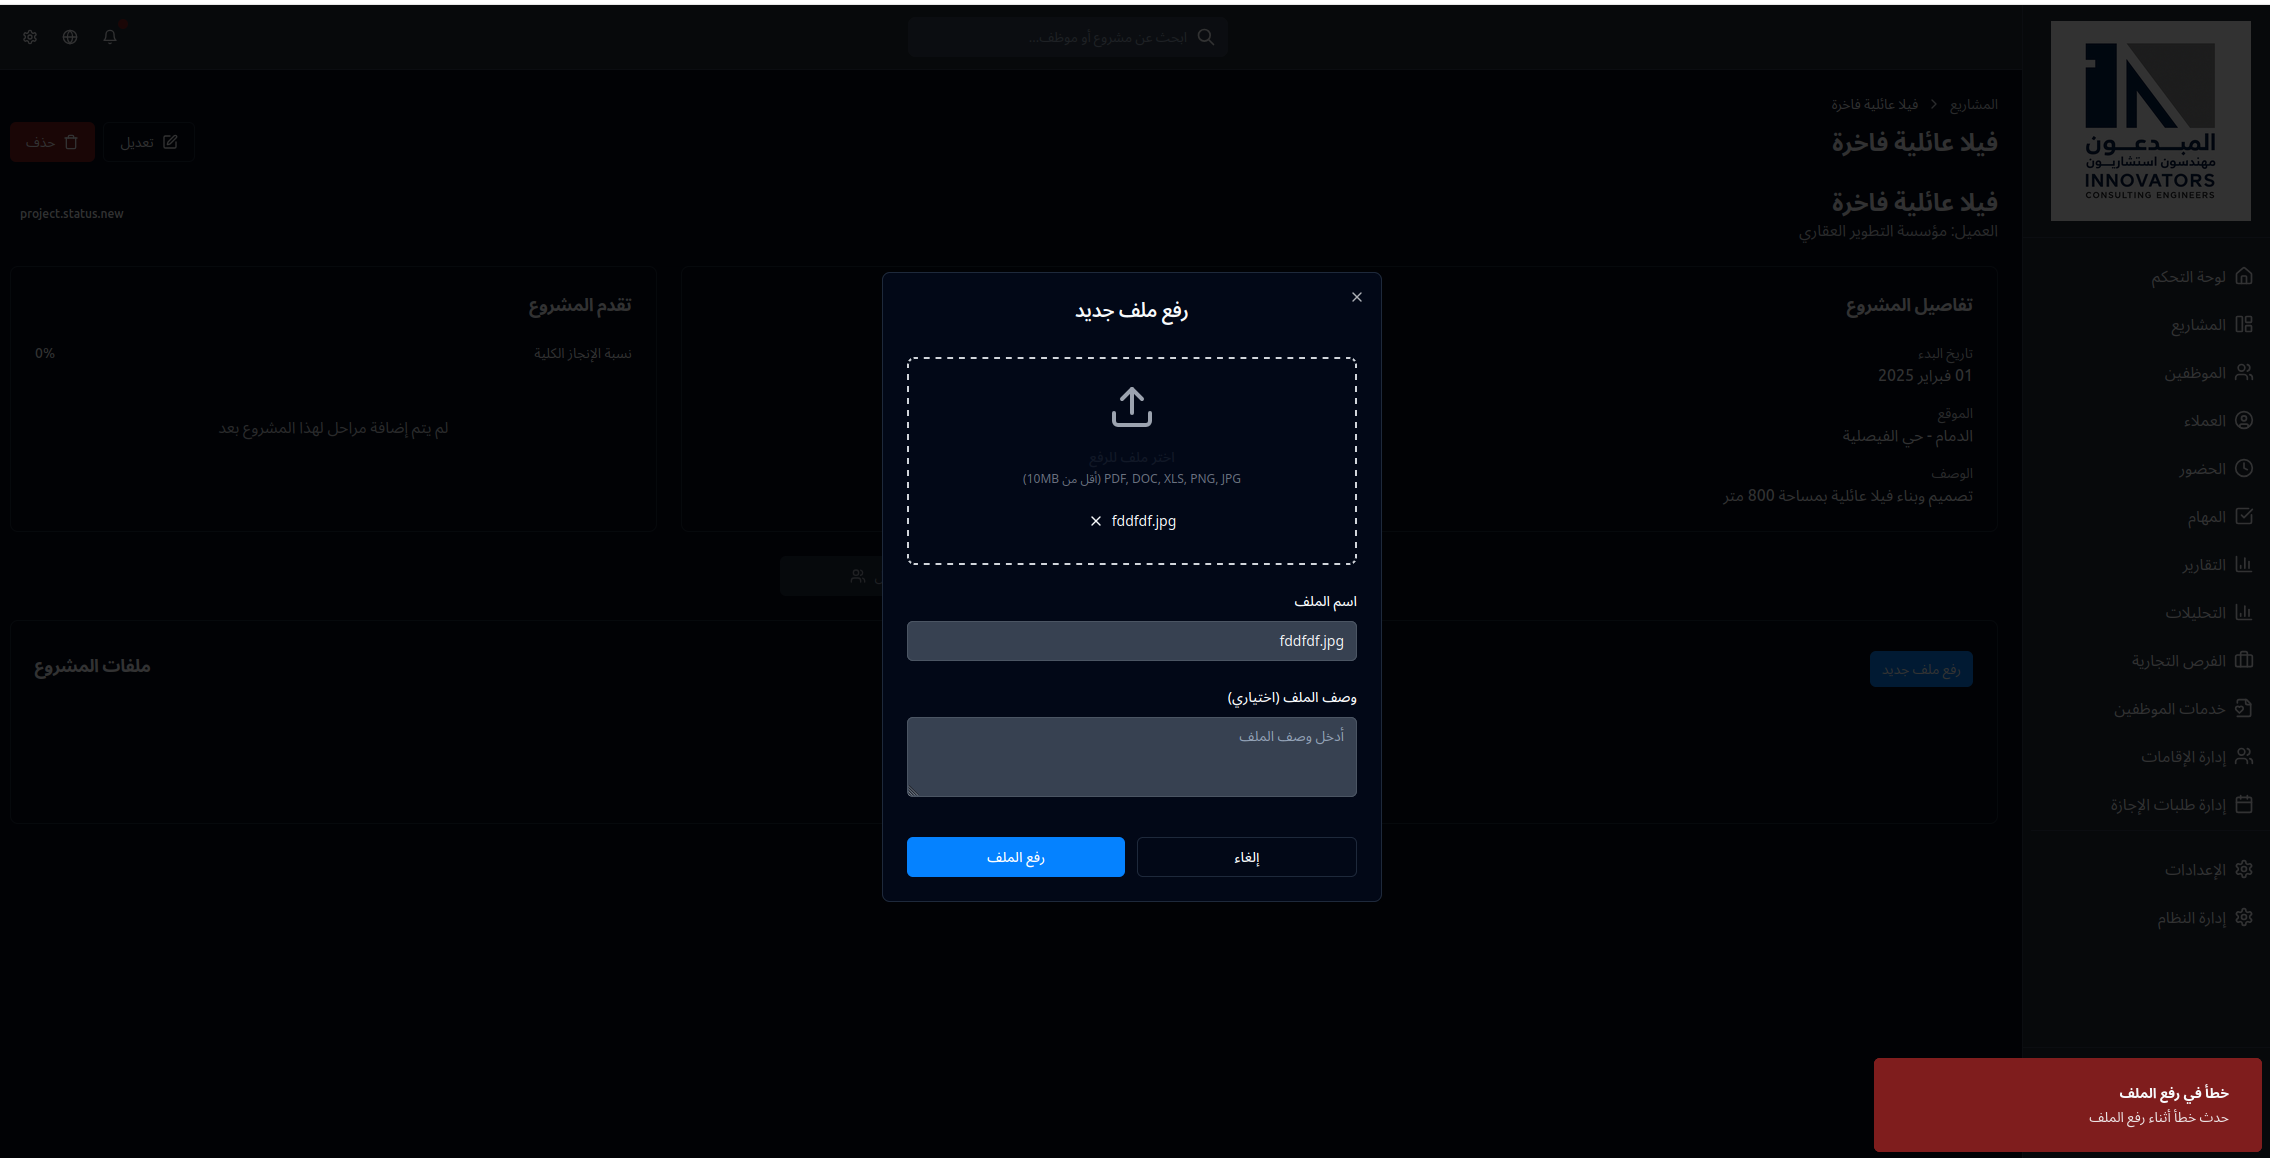 ابحث عن مشروع أو موظف...
المبدعون
مهندسون استشاريون
INNOVATORS
CONSULTING ENGINEERS
لوحة التحكم
المشاريع
الموظفين
العملاء
الحضور
المهام
التقارير
التحليلات
الفرص التجارية
خدمات الموظفين
إدارة الإقامات
إدارة طلبات الإجازة
الإعدادات
إدارة النظام
المشاريع > فيلا عائلية فاخرة
فيلا عائلية فاخرة
تعديل
حذف
فيلا عائلية فاخرة
project.status.new
العميل: مؤسسة التطوير العقاري
تفاصيل المشروع
تاريخ البدء
01 فبراير 2025
الموقع
الدمام - حي الفيصلية
الوصف
تصميم وبناء فيلا عائلية بمساحة 800 متر
تقدم المشروع
نسبة الإنجاز الكلية
0%
لم يتم إضافة مراحل لهذا المشروع بعد
رفع ملف جديد
ملفات المشروع
رفع ملف جديد
اختر ملف للرفع
PDF, DOC, XLS, PNG, JPG (أقل من 10MB)
fddfdf.jpg
اسم الملف
fddfdf.jpg
وصف الملف (اختياري)
أدخل وصف الملف
إلغاء
رفع الملف
خطأ في رفع الملف
حدث خطأ أثناء رفع الملف